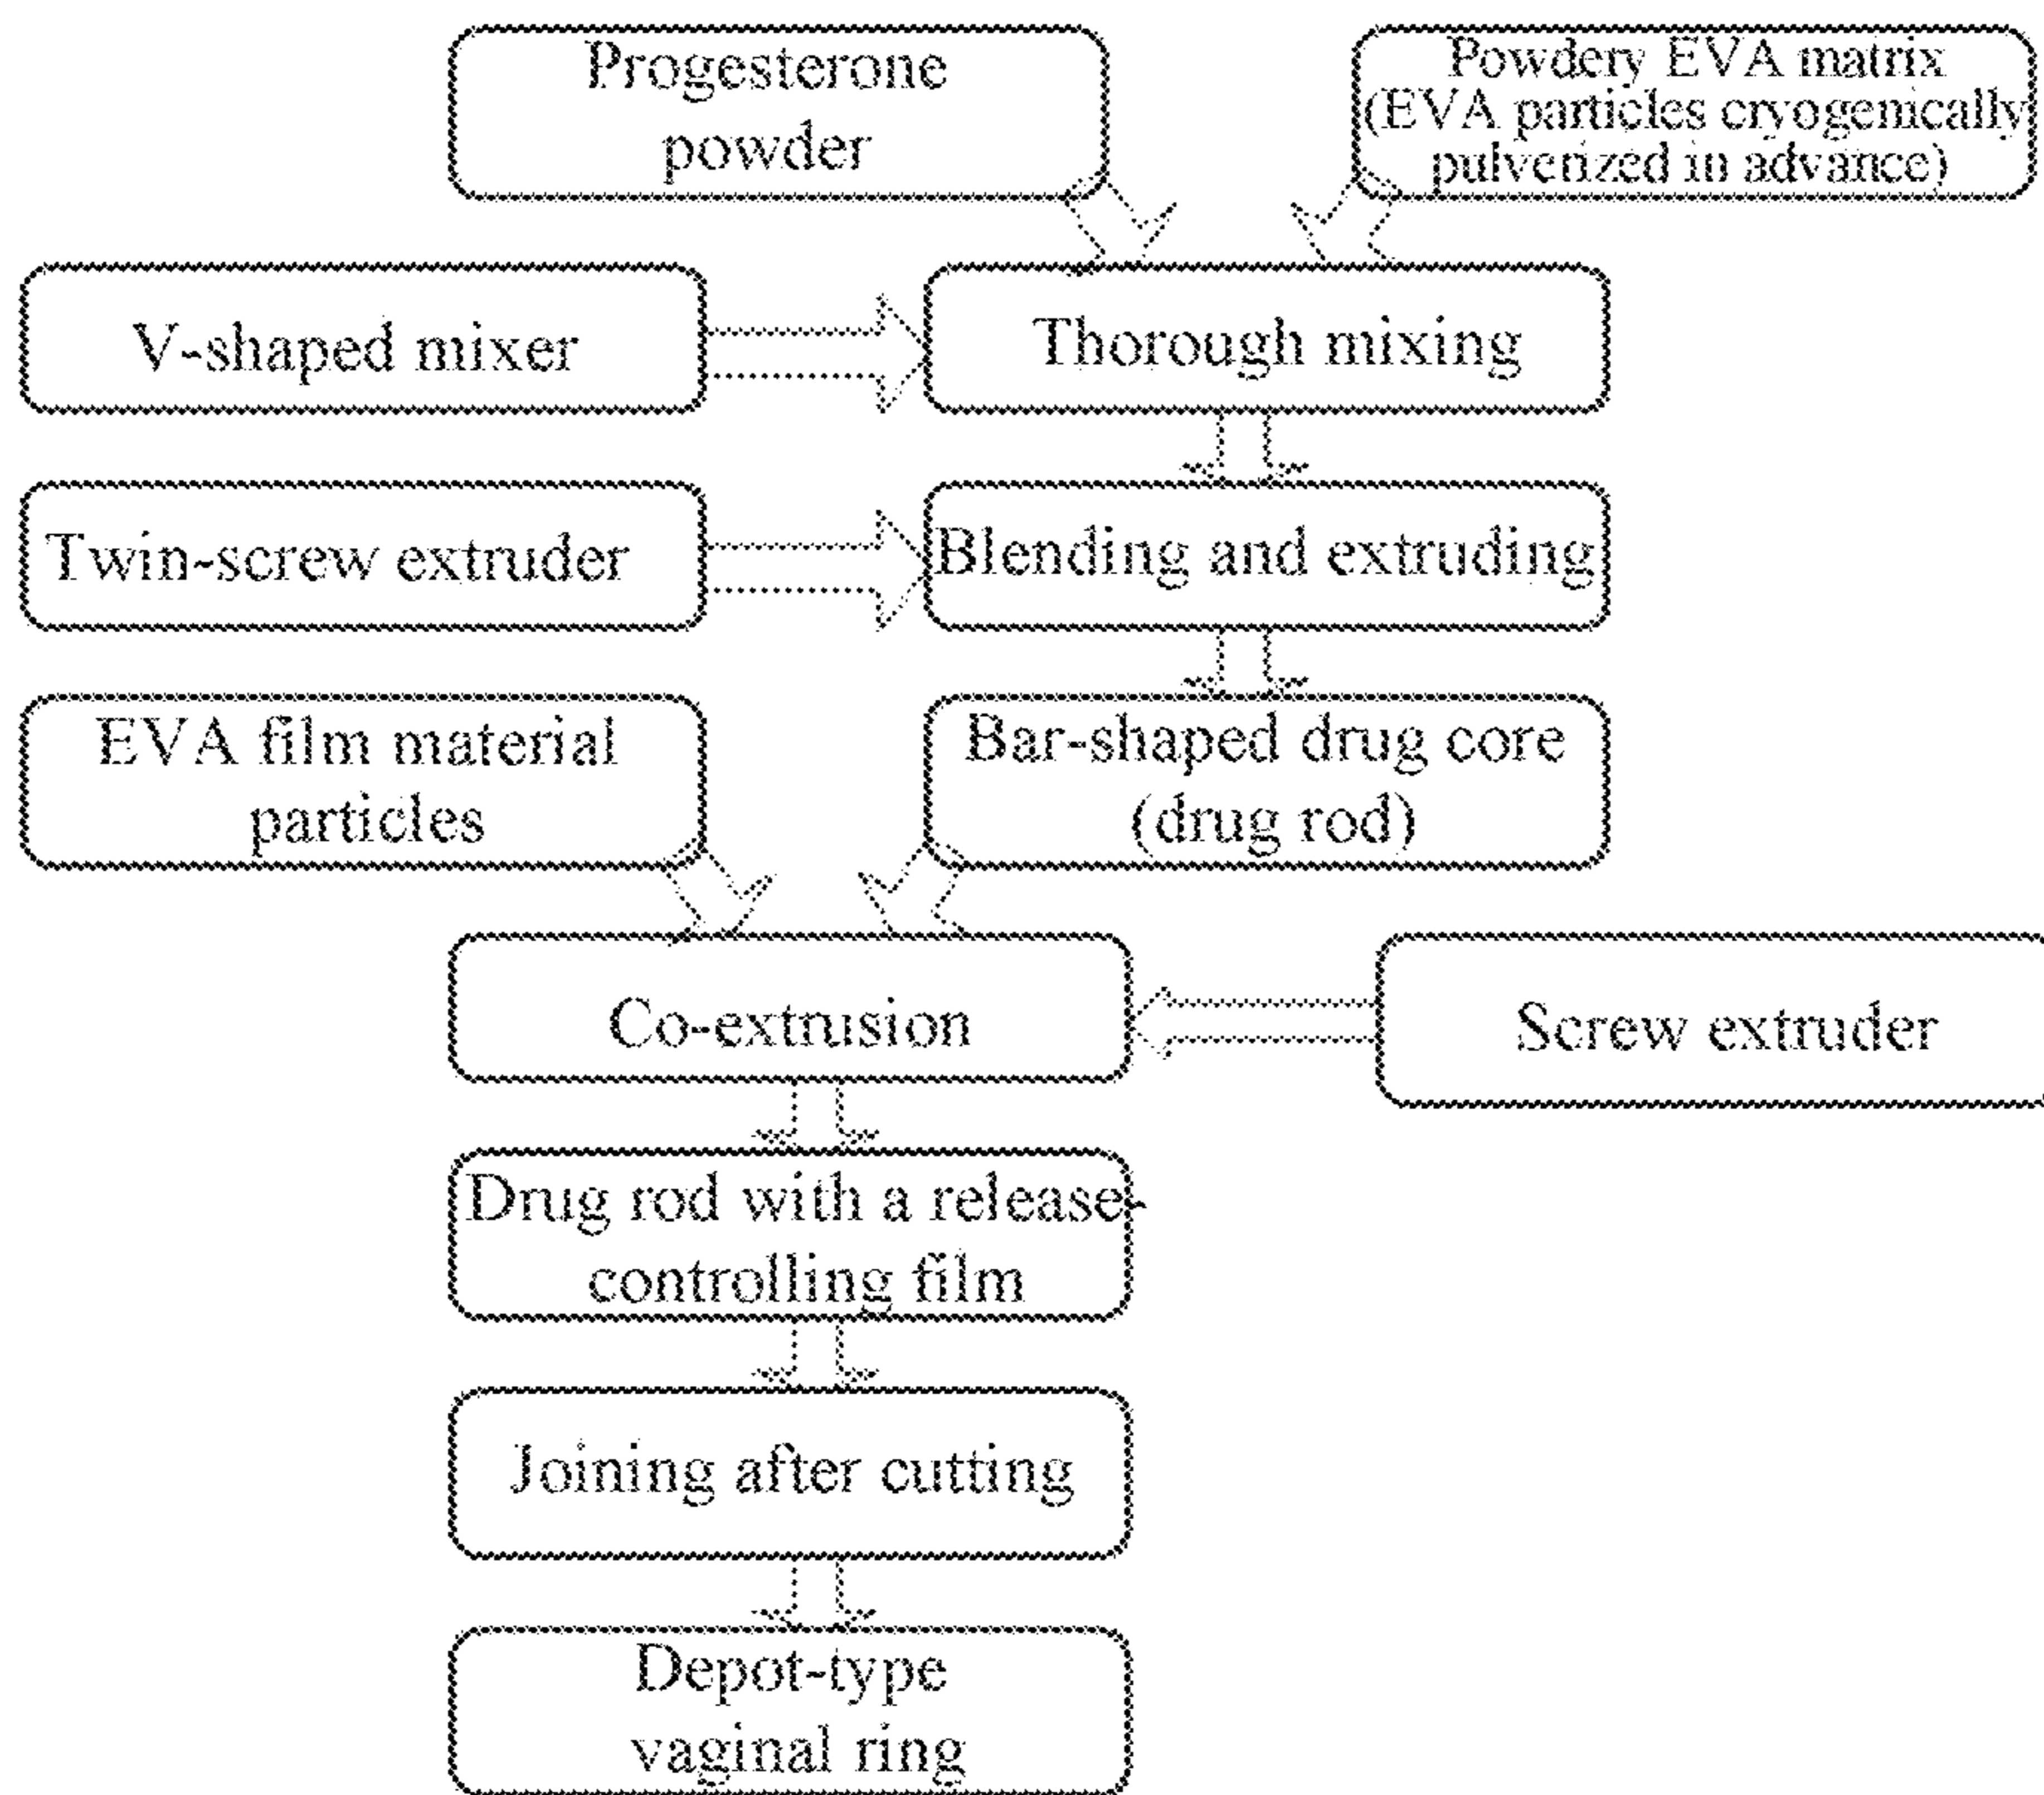 Progesterone
powder
Powdery EVA matrix
(EVA particles cryogenically
pulverized in advance)
V-shaped mixer
Thorough mixing
Twin-screw extruder
Blending and extruding
EVA film material
particles
Bar-shaped drug core
(drug rod)
Co-extrusion
Screw extruder
Drug rod with a release-
controlling film
Joining after cutting
Depot-type
vaginal ring